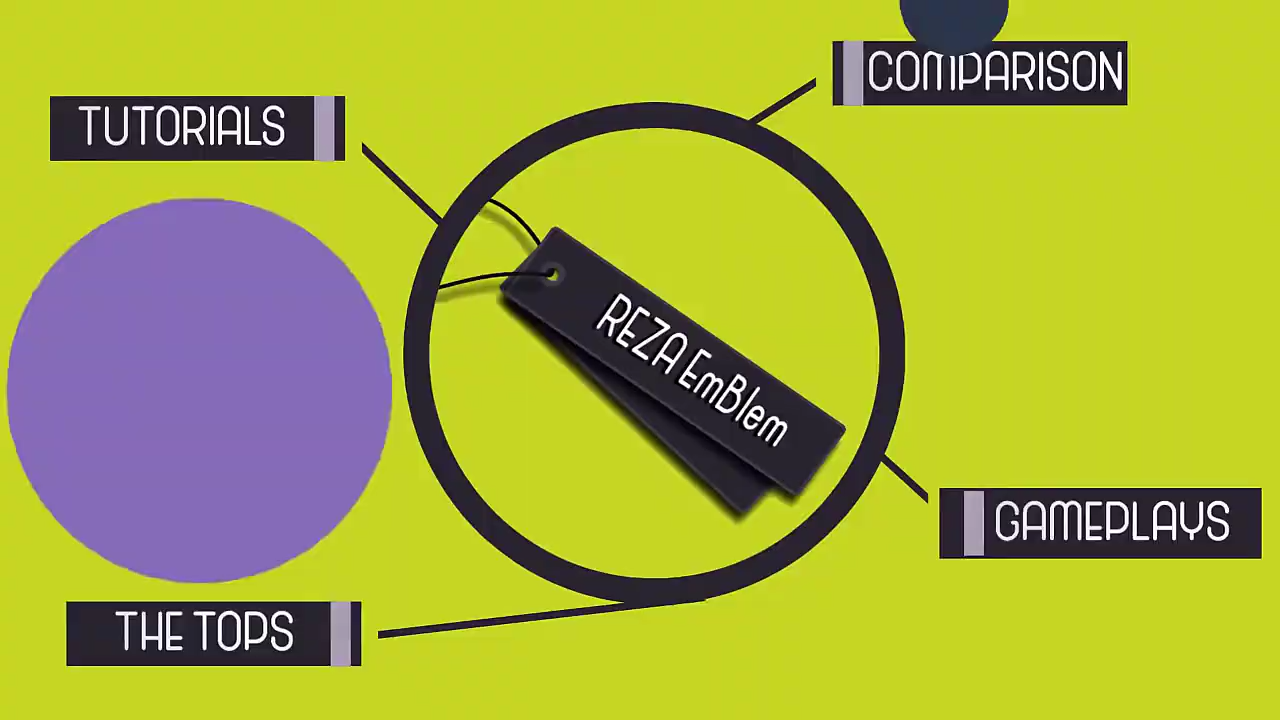 COMPARISON
TUTORIALS
REZA EmBlem
GAMEPLAYS
THE TOPS